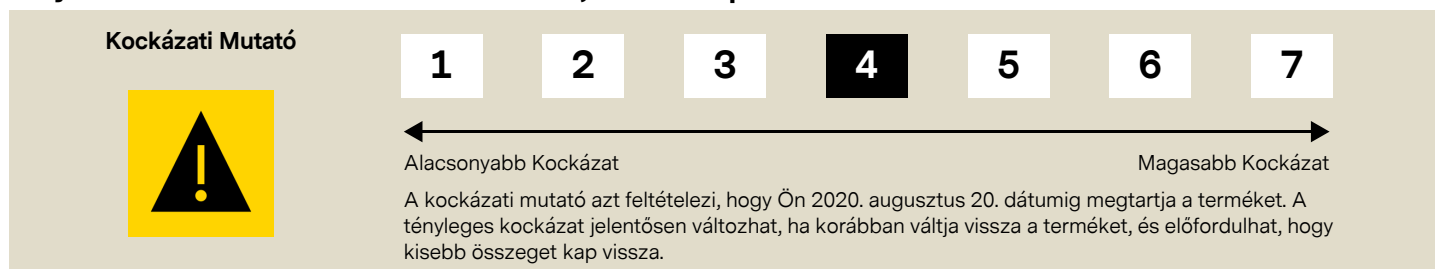 Kockázati Mutató
1 2 3 4 5 6 7
Alacsonyabb Kockázat Magasabb Kockázat
A kockázati mutató azt feltételezi, hogy Ön 2020. augusztus 20. dátumig megtartja a terméket. A
tényleges kockázat jelentősen változhat, ha korábban váltja vissza a terméket, és előfordulhat, hogy
kisebb összeget kap vissza.